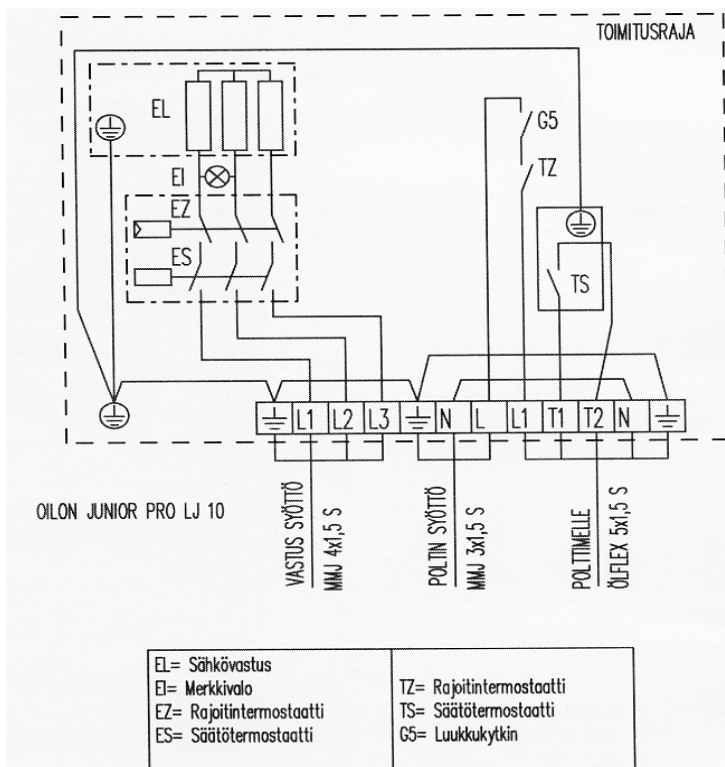 TOIMITUSRAJA
EL
G5
TZ
EI
EZ
ES
TS
L1 L2 L3 N L L1 T1 T2 N
OILON JUNIOR PRO LJ 10
VASTUS SYÖTTÖ
MMJ 4x1,5 S
POLTIN SYÖTTÖ
MMJ 3x1,5 S
POLTTIMELLE
ÖLFLEX 5x1,5 S
EL= Sähkövastus
EI= Merkkivalo
EZ= Rajoitintermostaatti
ES= Säätötermostaatti
TZ= Rajoitintermostaatti
TS= Säätötermostaatti
G5= Luukkukytkin